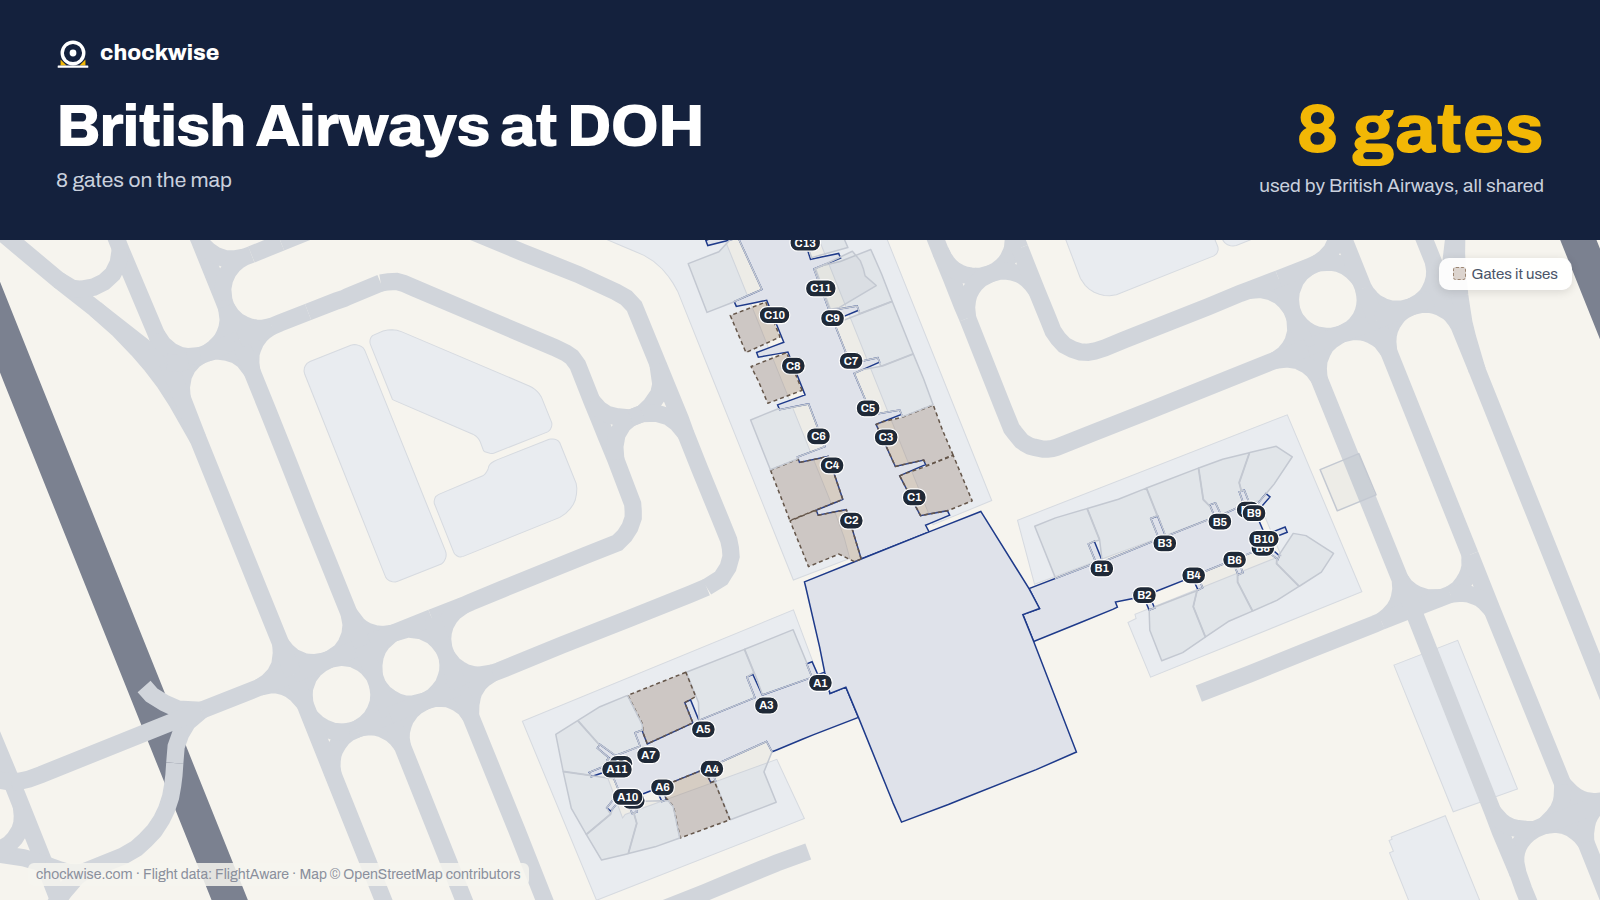 chockwise
British Airways at DOH
8 gates on the map
8 gates
used by British Airways, all shared
Gates it uses
C13
C11
C10
C9
C8
C7
C5
C6
C3
C4
C1
C2
B9
B5
B10
B3
B6
B1
B4
B2
A1
A3
A5
A7
A11
A4
A6
A10
chockwise.com · Flight data: FlightAware · Map © OpenStreetMap contributors